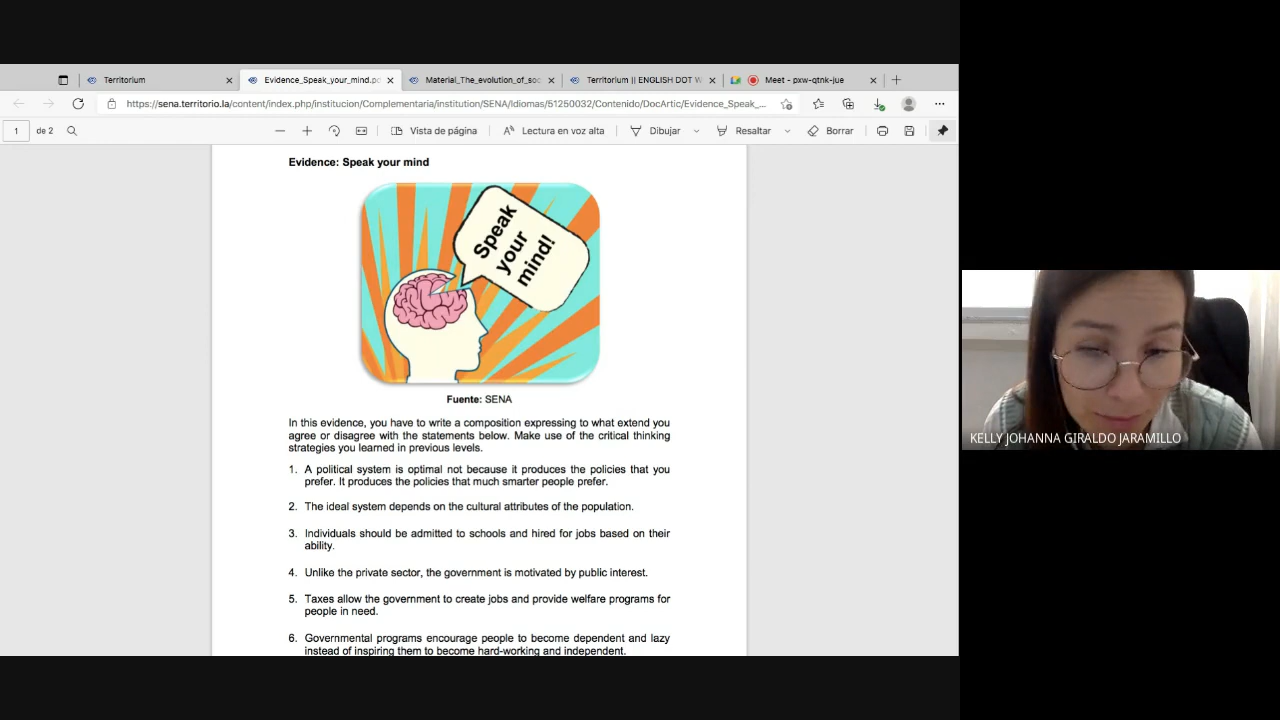 Territorium
Evidence_Speak_your_mind.pd
Material_The_evolution_of_soc
Territorium || ENGLISH DOT W
Meet - pxw-qtnk-jue
https://sena.territorio.la/content/index.php/institucion/Complementaria/institution/SENA/Idiomas/51250032/Contenido/DocArtic/Evidence_Speak_...
1 de 2
Vista de página
Lectura en voz alta
Dibujar
Resaltar
Borrar
Evidence: Speak your mind
Speak
your
mind!
Fuente: SENA
In this evidence, you have to write a composition expressing to what extend you
agree or disagree with the statements below. Make use of the critical thinking
strategies you learned in previous levels.
1. A political system is optimal not because it produces the policies that you
prefer. It produces the policies that much smarter people prefer.
2. The ideal system depends on the cultural attributes of the population.
3. Individuals should be admitted to schools and hired for jobs based on their
ability.
4. Unlike the private sector, the government is motivated by public interest.
5. Taxes allow the government to create jobs and provide welfare programs for
people in need.
6. Governmental programs encourage people to become dependent and lazy
instead of inspiring them to become hard-working and independent.
KELLY JOHANNA GIRALDO JARAMILLO